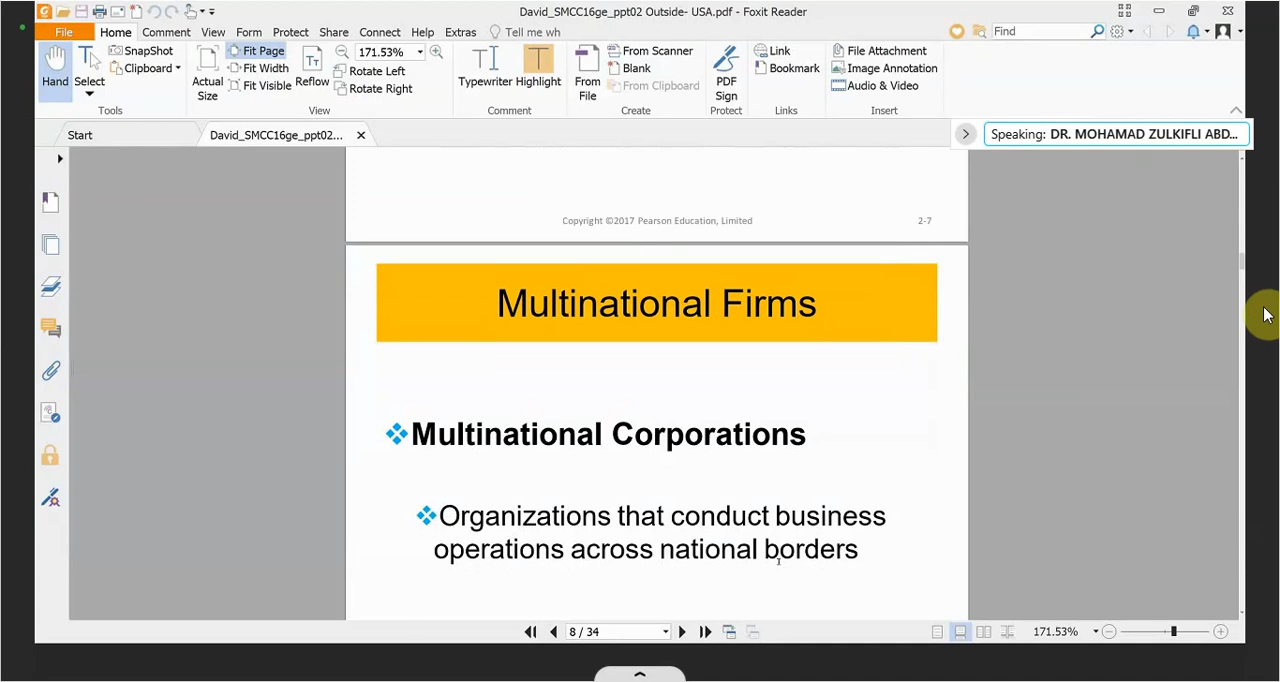 David_SMCC16ge_ppt02 Outside- USA.pdf - Foxit Reader
File Home Comment View Form Protect Share Connect Help Extras Tell me wh Find
Hand
Select
SnapShot
Clipboard
Tools
Actual
Size
Fit Page
Fit Width
Fit Visible
Reflow
171.53%
Rotate Left
Rotate Right
View
Typewriter
Highlight
Comment
From
File
From Scanner
Blank
From Clipboard
Create
PDF
Sign
Protect
Link
Bookmark
Links
File Attachment
Image Annotation
Audio & Video
Insert
Start
David_SMCC16ge_ppt02...
Speaking: DR. MOHAMAD ZULKIFLI ABD...
Copyright ©2017 Pearson Education, Limited 2-7
Multinational Firms
Multinational Corporations
Organizations that conduct business
operations across national borders
8 / 34
171.53%